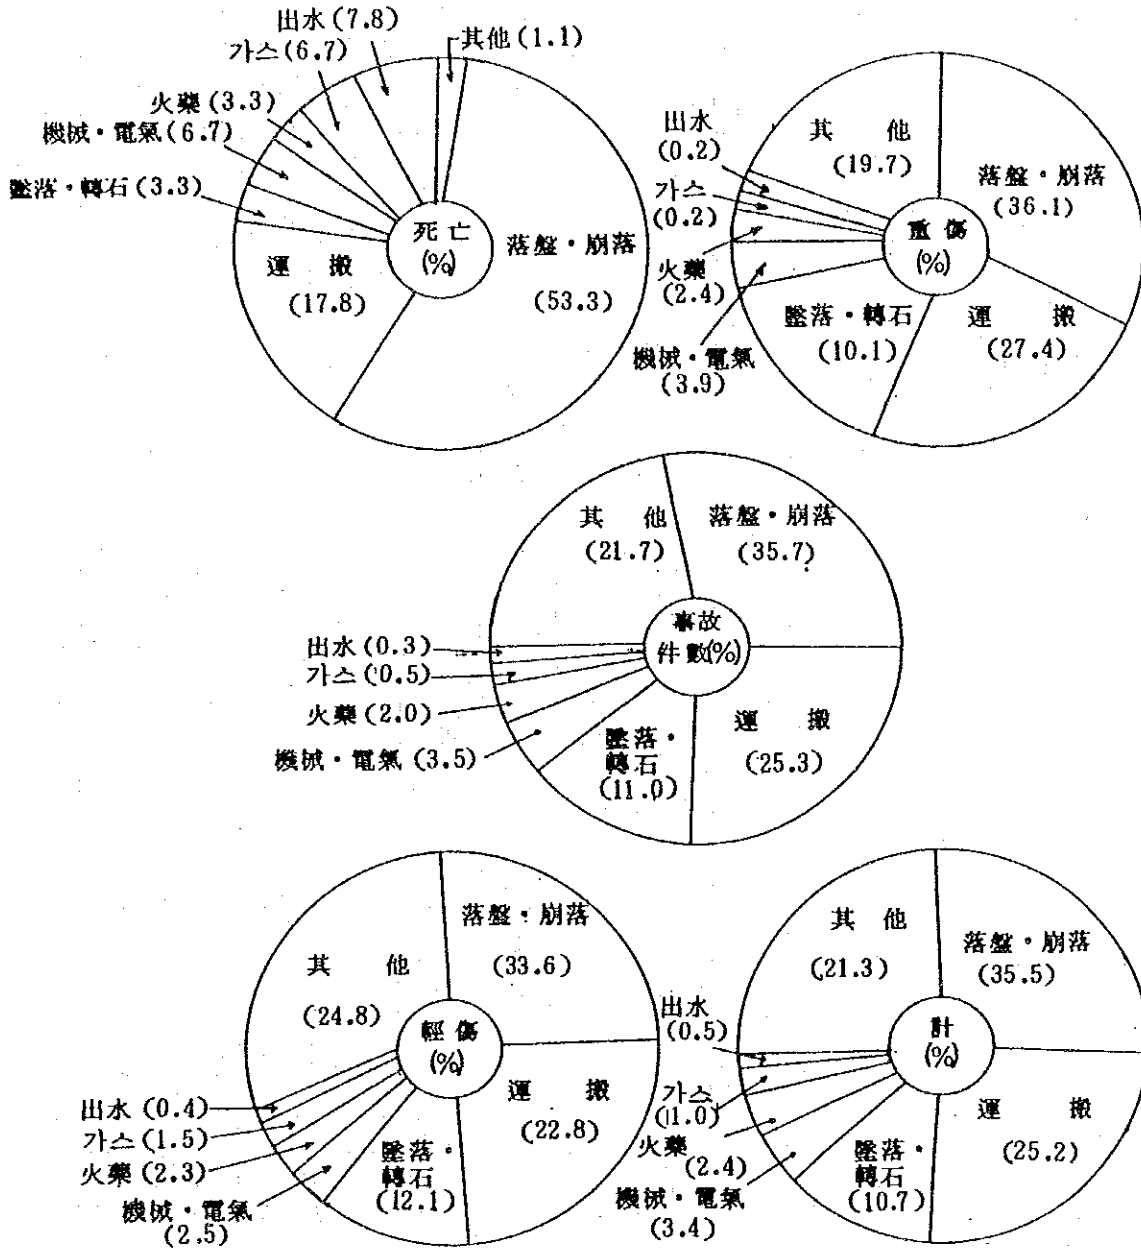 出水(7.8)
其他(1.1)
가스(6.7)
火藥(3.3)
機械・電氣(6.7)
墜落・轉石(3.3)
運 搬
(17.8)
死亡
(%)
落盤・崩落
(53.3)
出水
(0.2)
其 他
(19.7)
落盤・崩落
(36.1)
가스
(0.2)
重傷
(%)
火藥
(2.4)
墜落・轉石
(10.1)
運 搬
(27.4)
機械・電氣
(3.9)
其 他
(21.7)
落盤・崩落
(35.7)
事故
件數(%)
出水(0.3)
가스(0.5)
火藥(2.0)
機械・電氣(3.5)
墜落・
轉石
(11.0)
運 搬
(25.3)
其 他
(24.8)
落盤・崩落
(33.6)
輕傷
(%)
出水(0.4)
가스(1.5)
火藥(2.3)
機械・電氣
(2.5)
墜落・
轉石
(12.1)
運 搬
(22.8)
其 他
(21.3)
落盤・崩落
(35.5)
出水
(0.5)
計
(%)
가스
(1.0)
火藥
(2.4)
機械・電氣
(3.4)
墜落・
轉石
(10.7)
運 搬
(25.2)